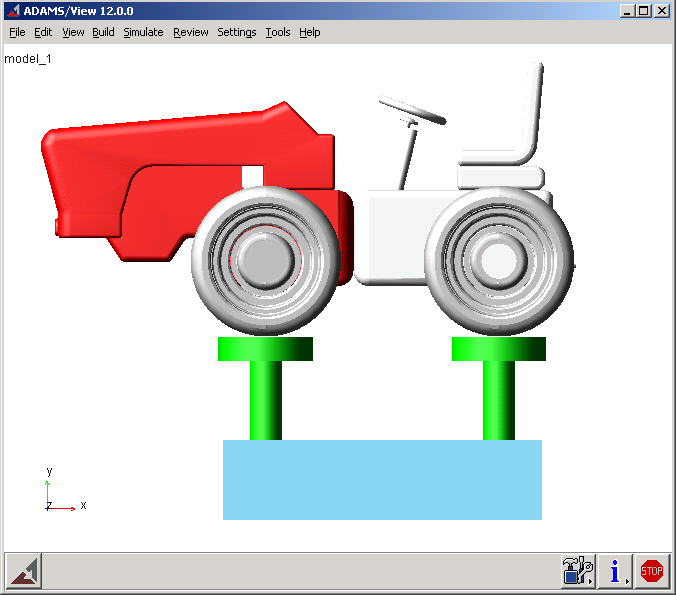 ADAMS/View 12.0.0
File Edit View Build Simulate Review Settings Tools Help
model_1
y
z x
i STOP